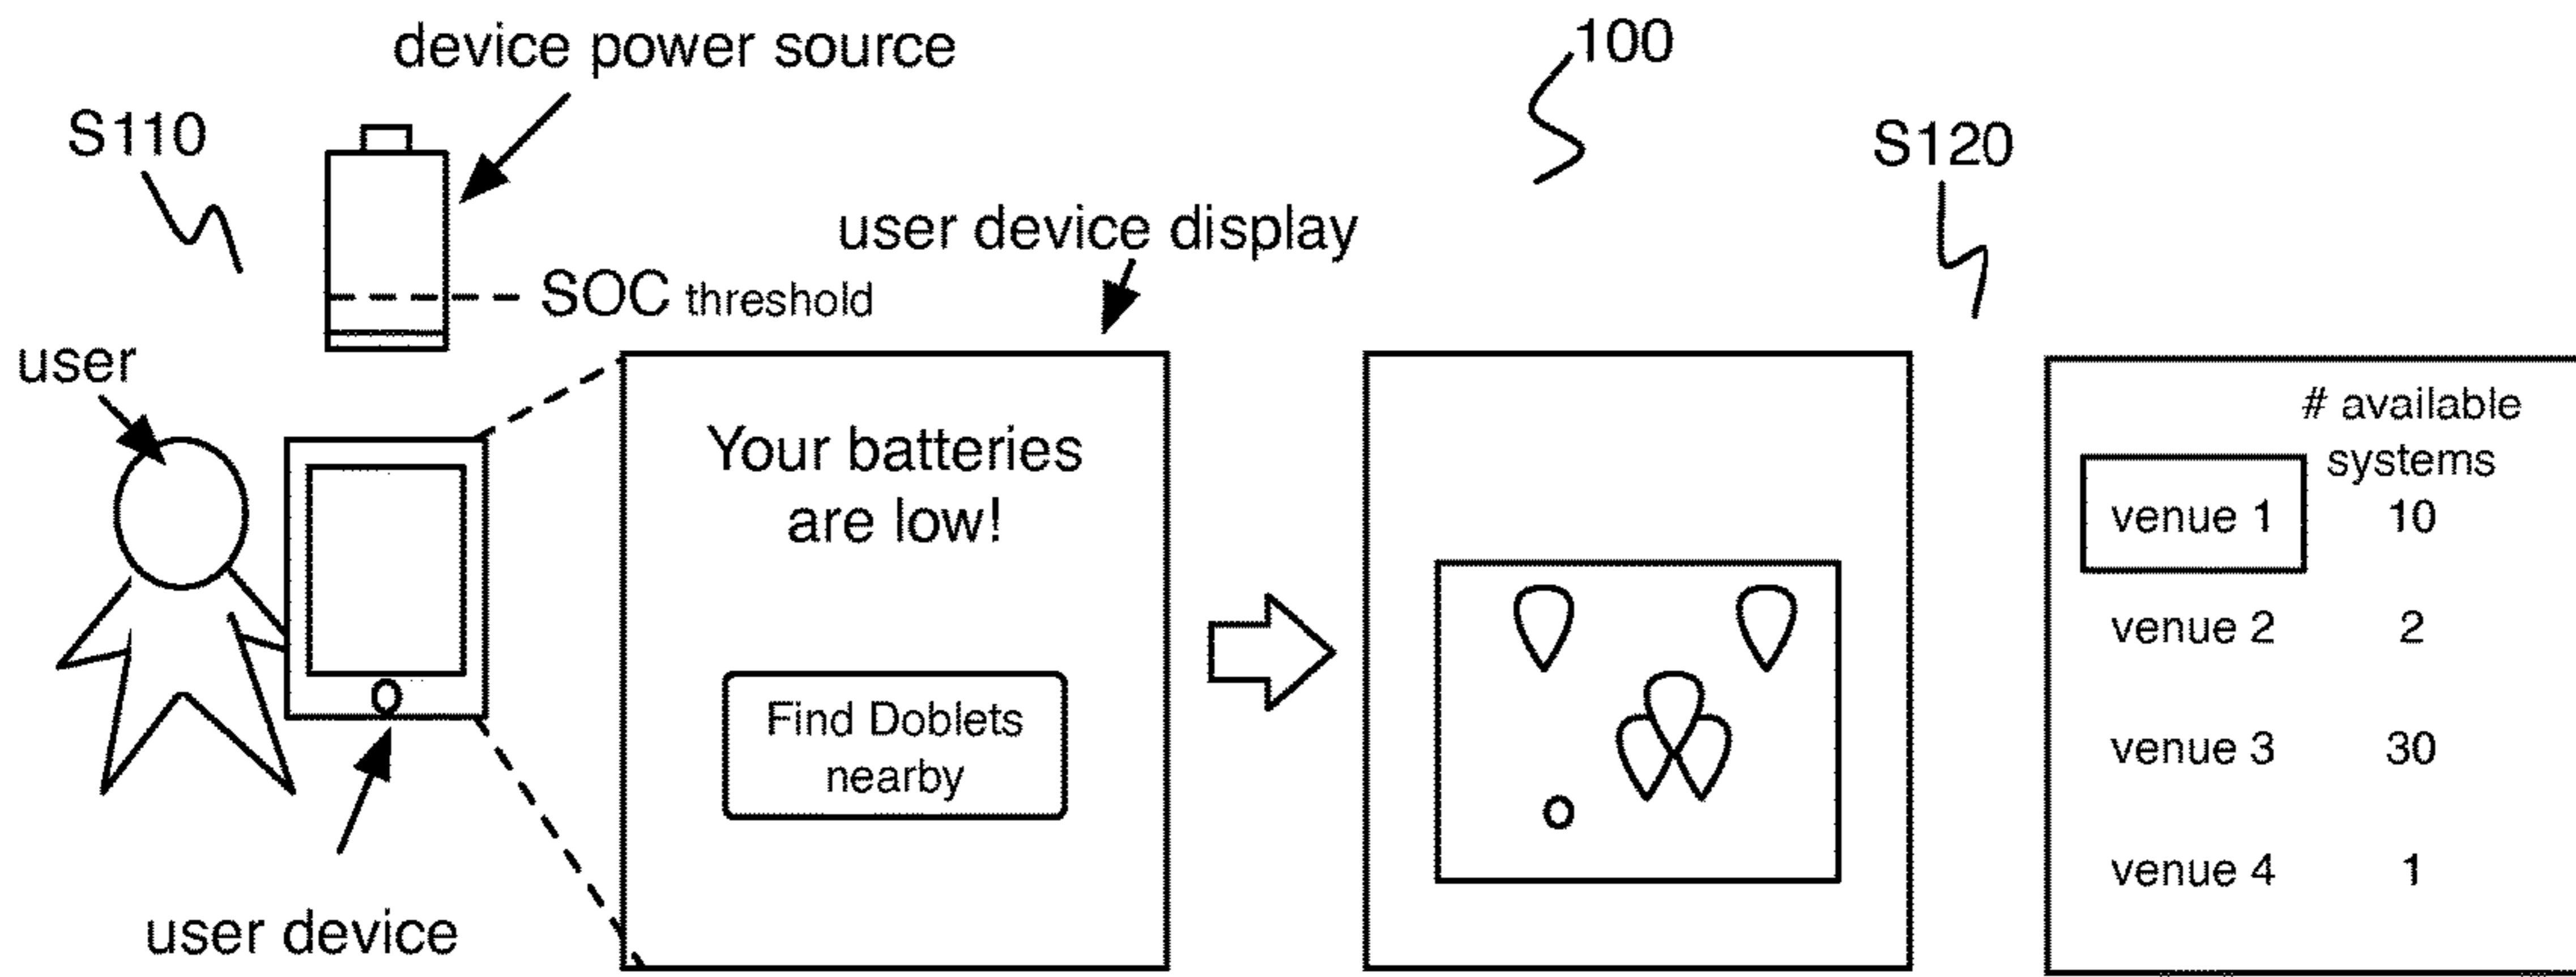 device power source
100
S110
S120
user device display
SOC threshold
user
# available
systems
Your batteries
are low!
venue 1 10
venue 2 2
Find Doblets
nearby
venue 3 30
venue 4 1
user device